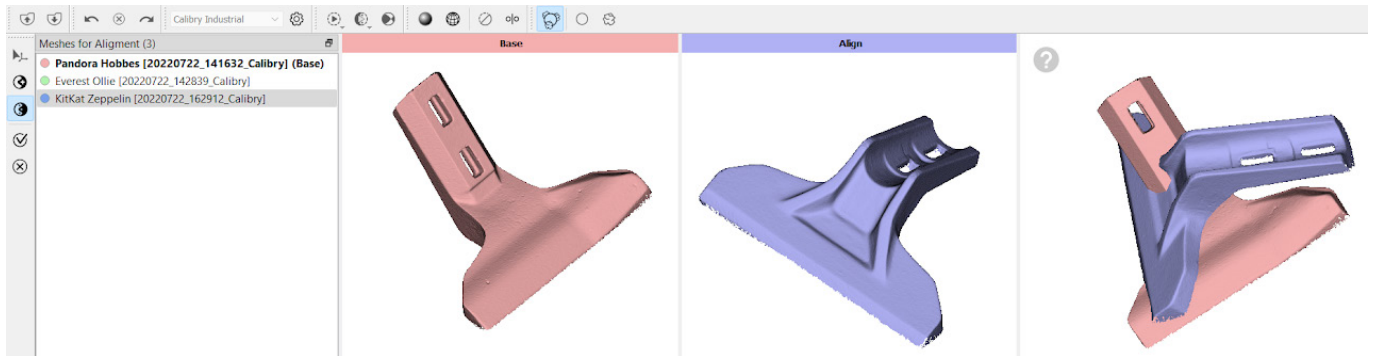 Calibry Industrial
Meshes for Aligment (3)
Base
Align
Pandora Hobbes [20220722_141632_Calibry] (Base)
Everest Ollie [20220722_142839_Calibry]
KitKat Zeppelin [20220722_162912_Calibry]
?